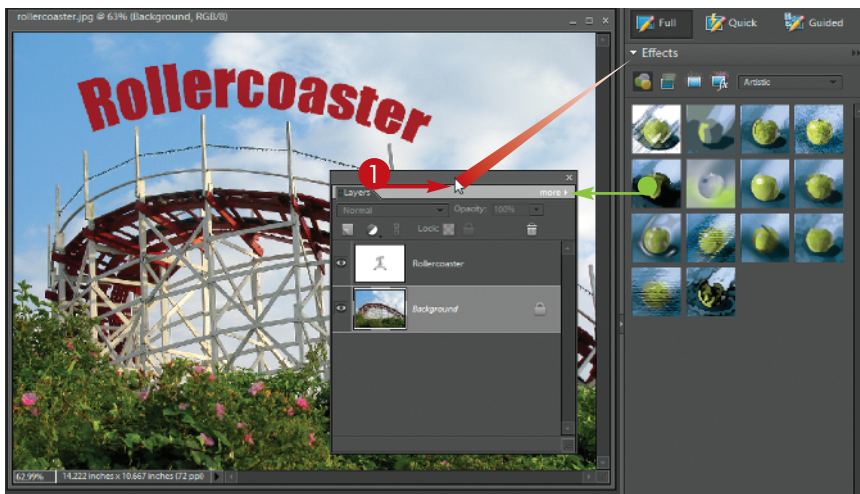 rollercoaster.jpg @ 63% (Background, RGB/8)
Full Quick Guided
Effects
Artistic
Rollercoaster
1
Layers more
Normal Opacity: 100%
Lock:
Rollercoaster
Background
62.99% 14.222 inches x 10.667 inches (72 ppi)